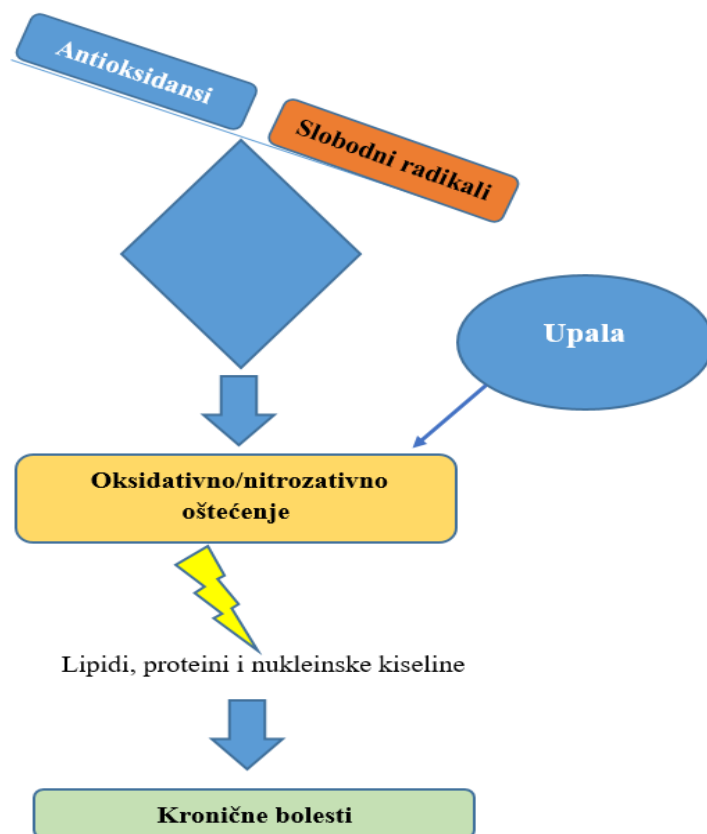 Antioksidansi
Slobodni radikali
Upala
Oksidativno/nitrozativno
oštećenje
Lipidi, proteini i nukleinske kiseline
Kronične bolesti